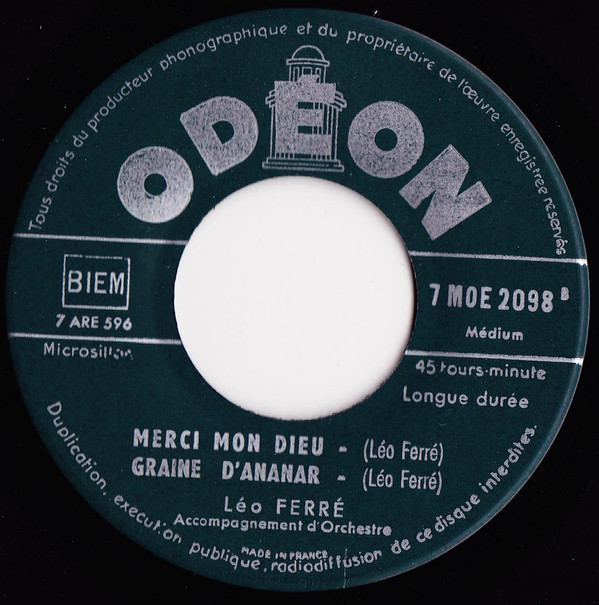 Tous droits du producteur phonographique et du propriétaire de l'œuvre enregistrée réservés
ODÉON
BIEM
7 ARE 596
Microsillon
7 MOE 2098 B
Médium
45 tours-minute
Longue durée
MERCI MON DIEU - (Léo Ferré)
GRAINE D'ANANAR - (Léo Ferré)
Léo FERRÉ
Accompagnement d'Orchestre
MADE IN FRANCE
Duplication, execution publique, radiodiffusion de ce disque interdites.